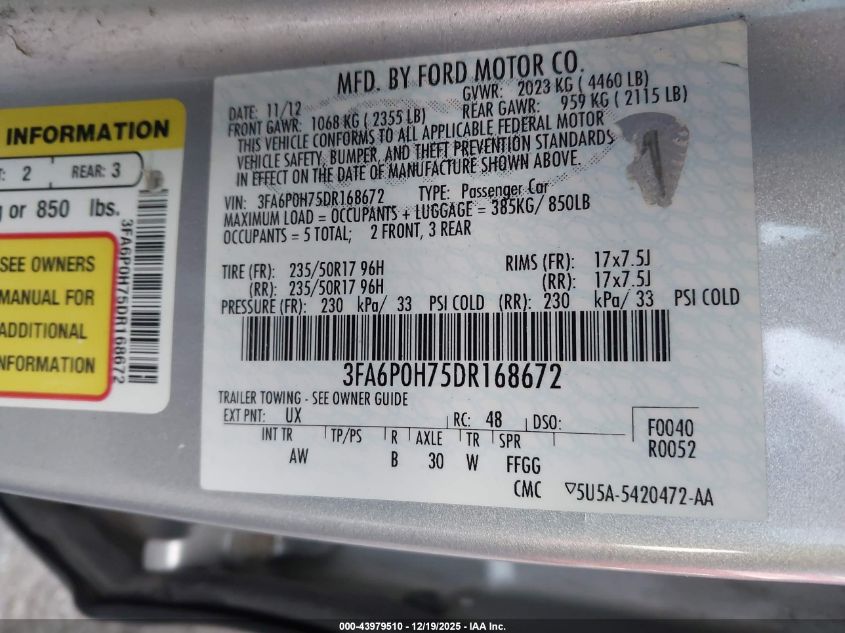 INFORMATION
: 2 REAR: 3
or 850 lbs.
SEE OWNERS
MANUAL FOR
ADDITIONAL
INFORMATION
3FA6P0H75DR168672
MFD. BY FORD MOTOR CO.
DATE: 11/12 GVWR: 2023 KG ( 4460 LB)
FRONT GAWR: 1068 KG ( 2355 LB) REAR GAWR: 959 KG ( 2115 LB)
THIS VEHICLE CONFORMS TO ALL APPLICABLE FEDERAL MOTOR
VEHICLE SAFETY, BUMPER, AND THEFT PREVENTION STANDARDS
IN EFFECT ON THE DATE OF MANUFACTURE SHOWN ABOVE.
VIN: 3FA6P0H75DR168672 TYPE: Passenger Car
MAXIMUM LOAD = OCCUPANTS + LUGGAGE = 385KG/ 850LB
OCCUPANTS = 5 TOTAL; 2 FRONT, 3 REAR
TIRE (FR): 235/50R17 96H RIMS (FR): 17x7.5J
(RR): 235/50R17 96H (RR): 17x7.5J
PRESSURE (FR): 230 kPa/ 33 PSI COLD (RR): 230 kPa/ 33 PSI COLD
3FA6P0H75DR168672
TRAILER TOWING - SEE OWNER GUIDE
EXT PNT: UX RC: 48 DSO: F0040
INT TR TP/PS R AXLE TR SPR R0052
AW B 30 W FFGG
CMC 5U5A-5420472-AA
000-43979510 - 12/19/2025 - IAA Inc.